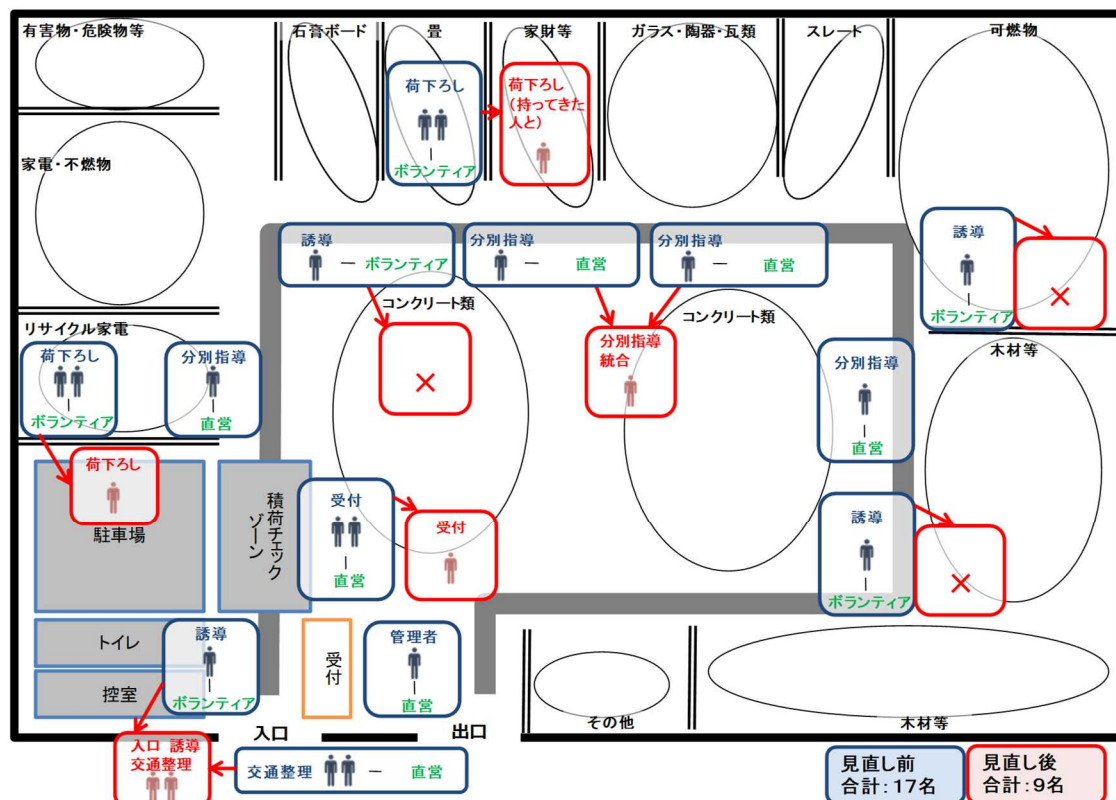 有害物・危険物等
石膏ボード
畳
家財等
ガラス・陶器・瓦類
スレート
可燃物
荷下ろし
ボランティア
荷下ろし
(持ってきた
人と)
家電・不燃物
誘導
ー ボランティア
分別指導
ー 直営
分別指導
ー 直営
誘導
ボランティア
×
コンクリート類
×
コンクリート類
分別指導
統合
リサイクル家電
荷下ろし
ボランティア
分別指導
直営
木材等
分別指導
直営
荷下ろし
駐車場
積荷チェック
ゾーン
受付
直営
受付
誘導
ボランティア
×
トイレ
控室
誘導
ボランティア
受付
管理者
直営
その他
木材等
入口
出口
入口 誘導
交通整理
交通整理 ー 直営
見直し前
合計:17名
見直し後
合計:9名